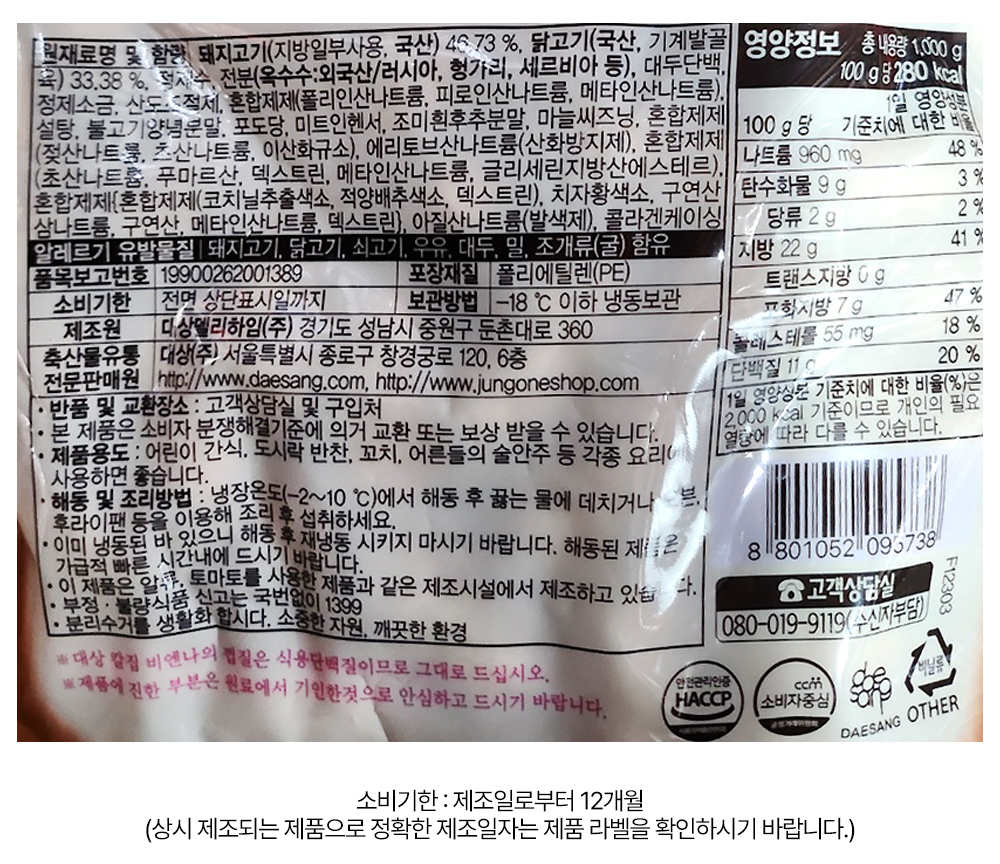 원재료명 및 함량 돼지고기(지방일부사용, 국산) 46.73 %, 닭고기(국산, 기계발골
육) 33.38 %, 정제수, 전분(옥수수:외국산/러시아, 헝가리, 세르비아 등), 대두단백,
정제소금, 산도조절제, 혼합제제(폴리인산나트륨, 피로인산나트륨, 메타인산나트륨),
설탕, 불고기양념분말, 포도당, 미트인헨서, 조미흰후추분말, 마늘씨즈닝, 혼합제제
(젖산나트륨, 초산나트륨, 이산화규소), 에리토브산나트륨(산화방지제), 혼합제제
(초산나트륨, 푸마르산, 덱스트린, 메타인산나트륨, 글리세린지방산에스테르),
혼합제제{혼합제제(코치닐추출색소, 적양배추색소, 덱스트린), 치자황색소, 구연산
삼나트륨, 구연산, 메타인산나트륨, 덱스트린}, 아질산나트륨(발색제), 콜라겐케이싱
알레르기 유발물질 돼지고기, 닭고기, 쇠고기, 우유, 대두, 밀, 조개류(굴) 함유
품목보고번호 19900262001389 포장재질 폴리에틸렌(PE)
소비기한 전면 상단표시일까지 보관방법 -18 ℃ 이하 냉동보관
제조원 대상델리하임(주) 경기도 성남시 중원구 둔촌대로 360
축산물유통 대상(주) 서울특별시 종로구 창경궁로 120, 6층
전문판매원 http://www.daesang.com, http://www.jungoneshop.com
· 반품 및 교환장소 : 고객상담실 및 구입처
· 본 제품은 소비자 분쟁해결기준에 의거 교환 또는 보상 받을 수 있습니다.
· 제품용도 : 어린이 간식, 도시락 반찬, 꼬치, 어른들의 술안주 등 각종 요리에
사용하면 좋습니다.
· 해동 및 조리방법 : 냉장온도(-2~10 ℃)에서 해동 후 끓는 물에 데치거나 오븐,
후라이팬 등을 이용해 조리 후 섭취하세요.
· 이미 냉동된 바 있으니 해동 후 재냉동 시키지 마시기 바랍니다. 해동된 제품은
가급적 빠른 시간내에 드시기 바랍니다.
· 이 제품은 알류, 토마토를 사용한 제품과 같은 제조시설에서 제조하고 있습니다.
· 부정 · 불량식품 신고는 국번없이 1399
· 분리수거를 생활화 합시다. 소중한 자원, 깨끗한 환경
※ 대상 칼집 비엔나의 껍질은 식용단백질이므로 그대로 드십시오.
※ 제품에 진한 부분은 원료에서 기인한것으로 안심하고 드시기 바랍니다.
영양정보 총 내용량 1,000 g
100 g 당 280 kcal
100 g 당 1일 영양성분
기준치에 대한 비율
나트륨 960 mg 48 %
탄수화물 9 g 3 %
당류 2 g 2 %
지방 22 g 41 %
트랜스지방 0 g
포화지방 7 g 47 %
콜레스테롤 55 mg 18 %
단백질 11 g 20 %
1일 영양성분 기준치에 대한 비율(%)은
2,000 kcal 기준이므로 개인의 필요
열량에 따라 다를 수 있습니다.
8 801052 095738
F12303
☎고객상담실
080-019-9119(수신자부담)
안전관리인증
HACCP
ccm
소비자중심
공정거래위원회
DAESANG
비닐류
OTHER
소비기한 : 제조일로부터 12개월
(상시 제조되는 제품으로 정확한 제조일자는 제품 라벨을 확인하시기 바랍니다.)